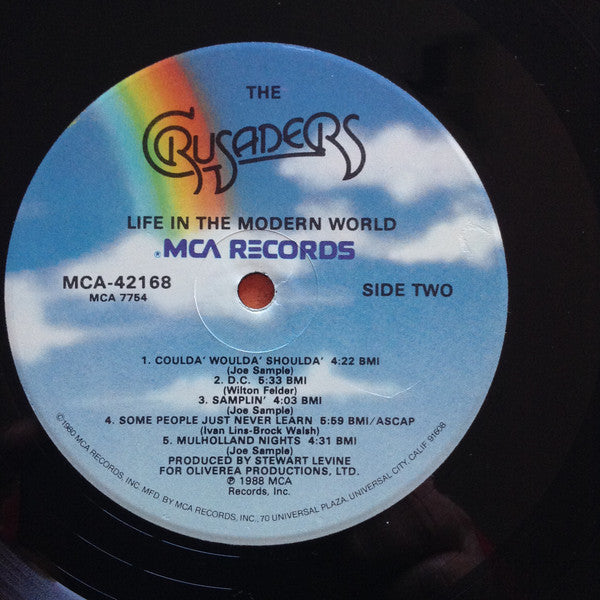 THE
CRUSADERS
LIFE IN THE MODERN WORLD
MCA RECORDS
MCA-42168
MCA 7754
SIDE TWO
1. COULDA' WOULDA' SHOULDA' 4:22 BMI
(Joe Sample)
2. D.C. 5:33 BMI
(Wilton Felder)
3. SAMPLIN' 4:03 BMI
(Joe Sample)
4. SOME PEOPLE JUST NEVER LEARN 5:59 BMI/ASCAP
(Ivan Lins-Brock Walsh)
5. MULHOLLAND NIGHTS 4:31 BMI
(Joe Sample)
PRODUCED BY STEWART LEVINE
FOR OLIVEREA PRODUCTIONS, LTD.
℗ 1988 MCA
Records, Inc.
©1980 MCA RECORDS, INC. MFD. BY MCA RECORDS, INC., 70 UNIVERSAL PLAZA, UNIVERSAL CITY, CALIF. 91608